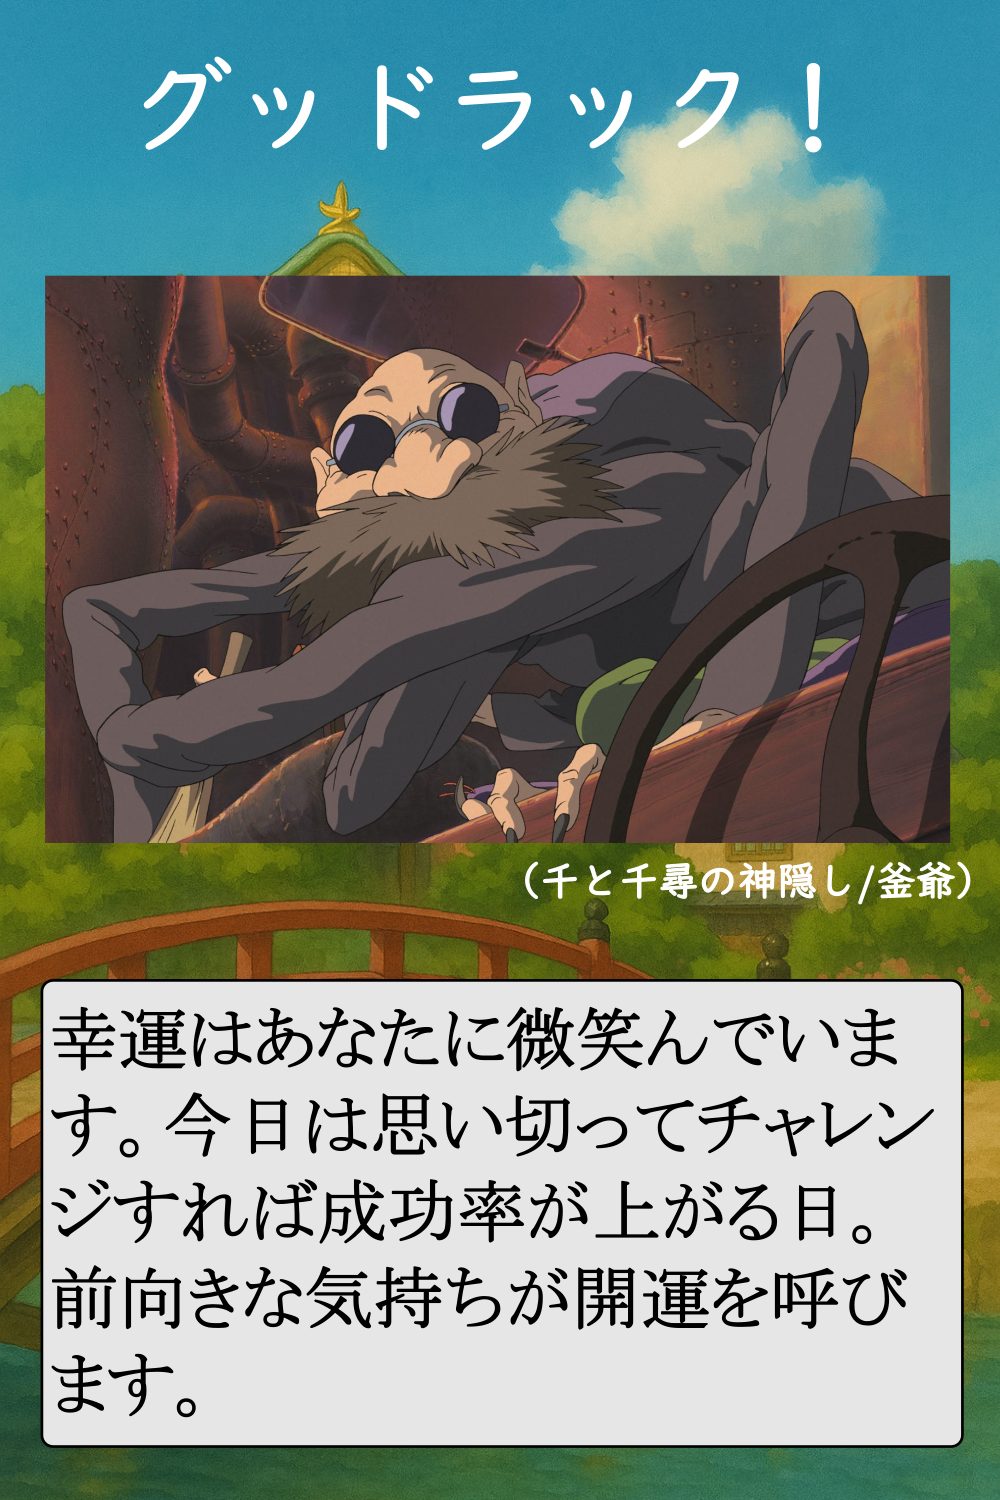 グッドラック！
（千と千尋の神隠し/釜爺）
幸運はあなたに微笑んでいま
す。今日は思い切ってチャレン
ジすれば成功率が上がる日。
前向きな気持ちが開運を呼び
ます。